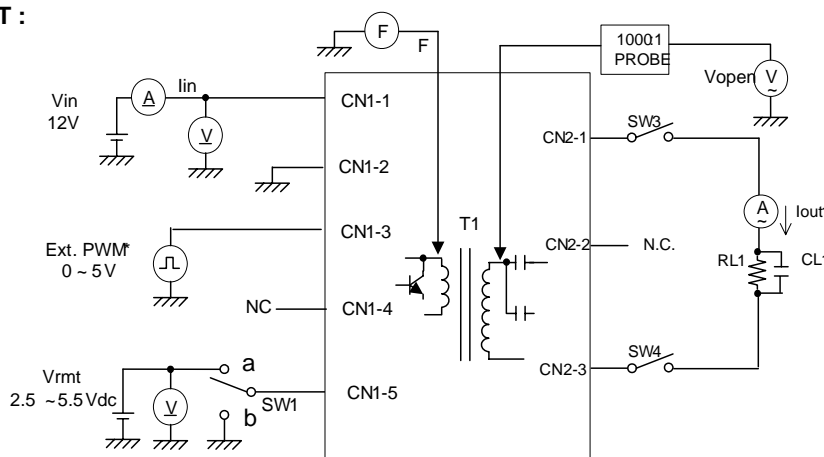 T :
F
F
1000:1
PROBE
Vopen
V
~
Vin
12V
A
Iin
V
CN1-1
CN2-1
SW3
CN1-2
A
~
Iout
CN1-3
T1
Ext. PWM*
0 ~ 5V
CN2-2
N.C.
RL1
CL1
NC
CN1-4
Vrmt
2.5 ~5.5Vdc
V
a
SW1
b
CN1-5
CN2-3
SW4